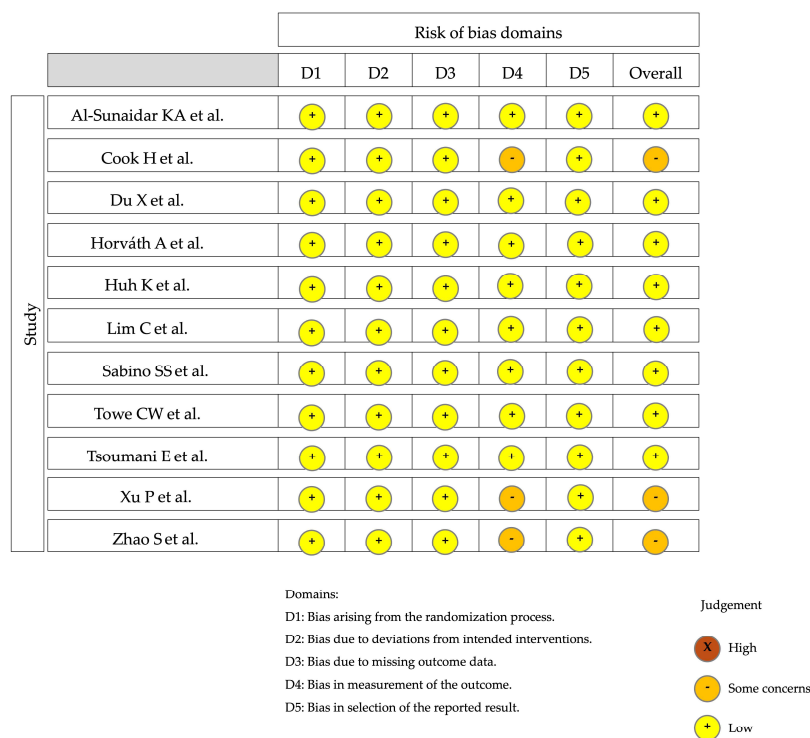 Risk of bias domains
D1 D2 D3 D4 D5 Overall
Study
Al-Sunaidar KA et al. + + + + + +
Cook H et al. + + + - + -
Du X et al. + + + + + +
Horváth A et al. + + + + + +
Huh K et al. + + + + + +
Lim C et al. + + + + + +
Sabino SS et al. + + + + + +
Towe CW et al. + + + + + +
Tsoumani E et al. + + + + + +
Xu P et al. + + + - + -
Zhao S et al. + + + - + -
Domains:
D1: Bias arising from the randomization process.
D2: Bias due to deviations from intended interventions.
D3: Bias due to missing outcome data.
D4: Bias in measurement of the outcome.
D5: Bias in selection of the reported result.
Judgement
X High
- Some concerns
+ Low